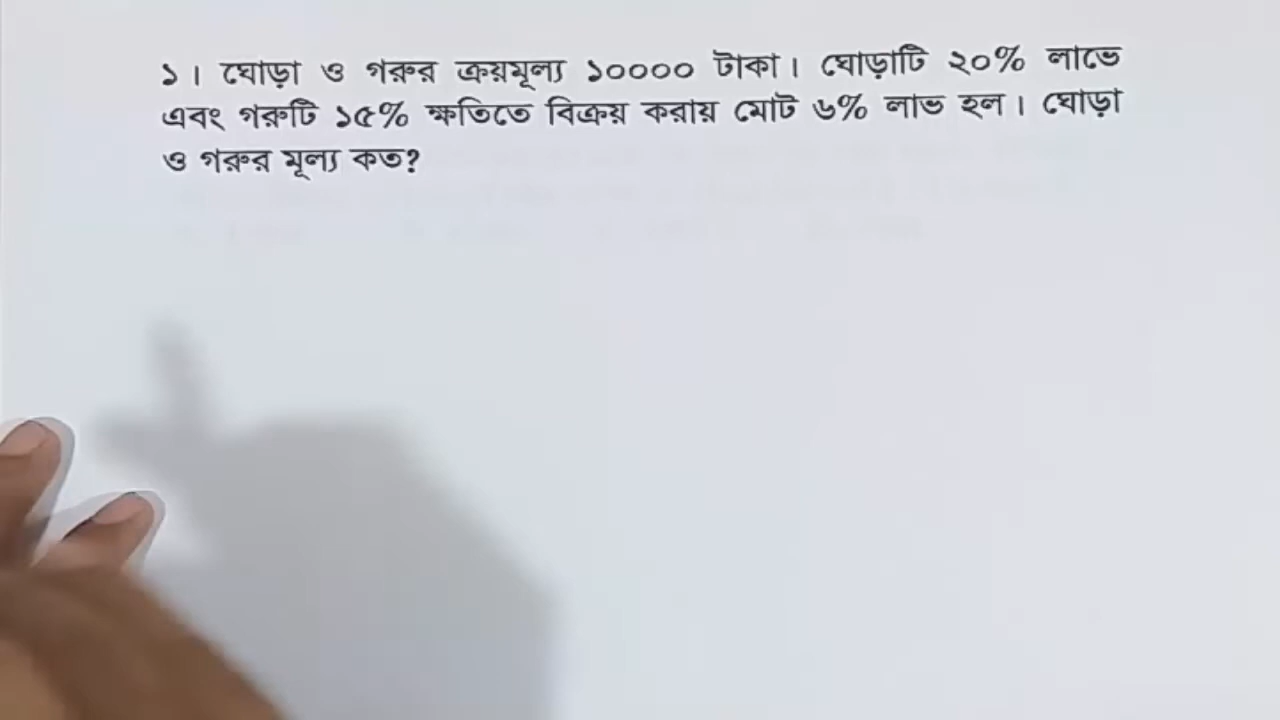 ১। ঘোড়া ও গরুর ক্রয়মূল্য ১০০০০ টাকা। ঘোড়াটি ২০% লাভে
এবং গরুটি ১৫% ক্ষতিতে বিক্রয় করায় মোট ৬% লাভ হল। ঘোড়া
ও গরুর মূল্য কত?